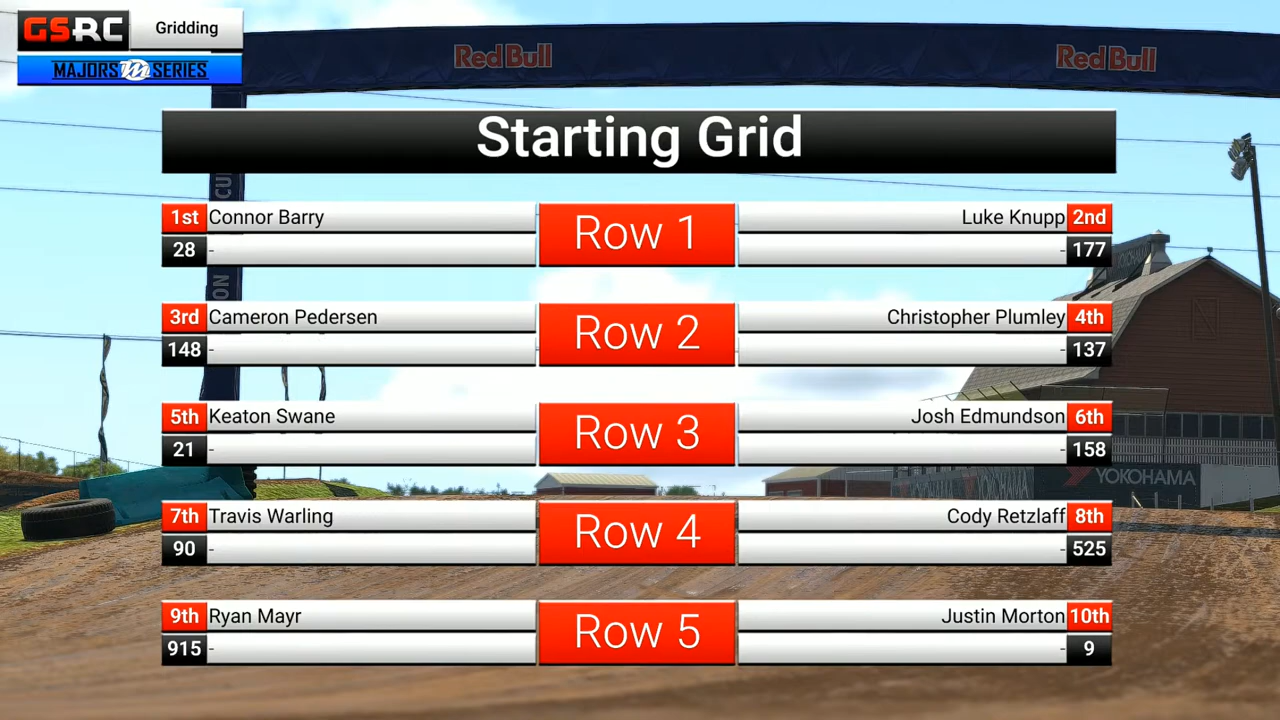 GSRC
Gridding
MAJORS M SERIES
Red Bull
Red Bull
Starting Grid
1st Connor Barry
28 -
Row 1
Luke Knupp 2nd
- 177
3rd Cameron Pedersen
148 -
Row 2
Christopher Plumley 4th
- 137
5th Keaton Swane
21 -
Row 3
Josh Edmundson 6th
- 158
7th Travis Warling
90 -
Row 4
Cody Retzlaff 8th
- 525
9th Ryan Mayr
915 -
Row 5
Justin Morton 10th
- 9
YOKOHAMA
YOKOHAMA